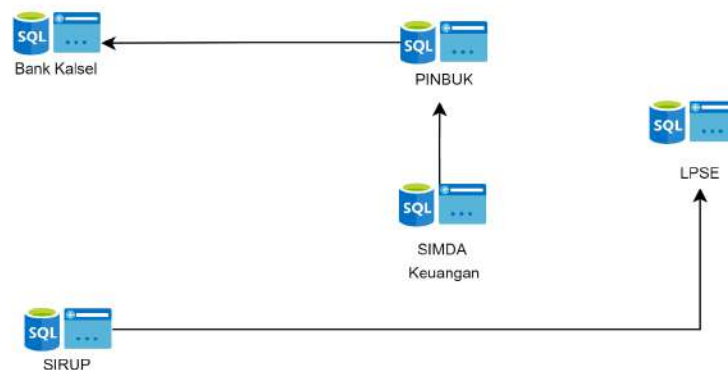 SQL
Bank Kalsel
SQL
PINBUK
SQL
LPSE
SQL
SIMDA
Keuangan
SQL
SIRUP